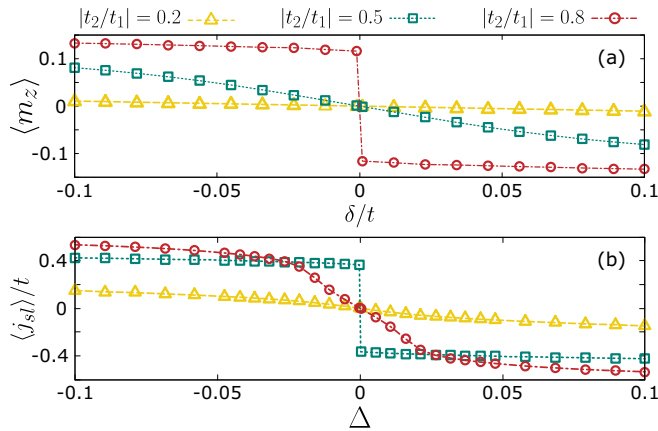 |t₂/t₁| = 0.2 |t₂/t₁| = 0.5 |t₂/t₁| = 0.8
(a)
⟨m_z⟩
0.1
0
-0.1
-0.1 -0.05 0 0.05 0.1
δ/t
(b)
⟨j_sl⟩/t
0.4
0
-0.4
-0.1 -0.05 0 0.05 0.1
Δ